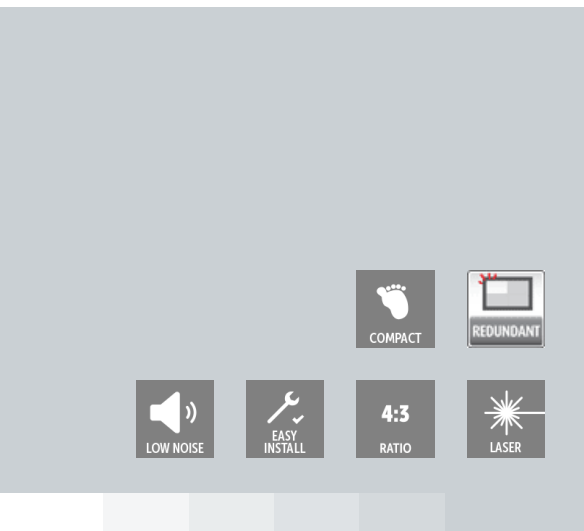 COMPACT
REDUNDANT
LOW NOISE
EASY
INSTALL
4:3
RATIO
LASER